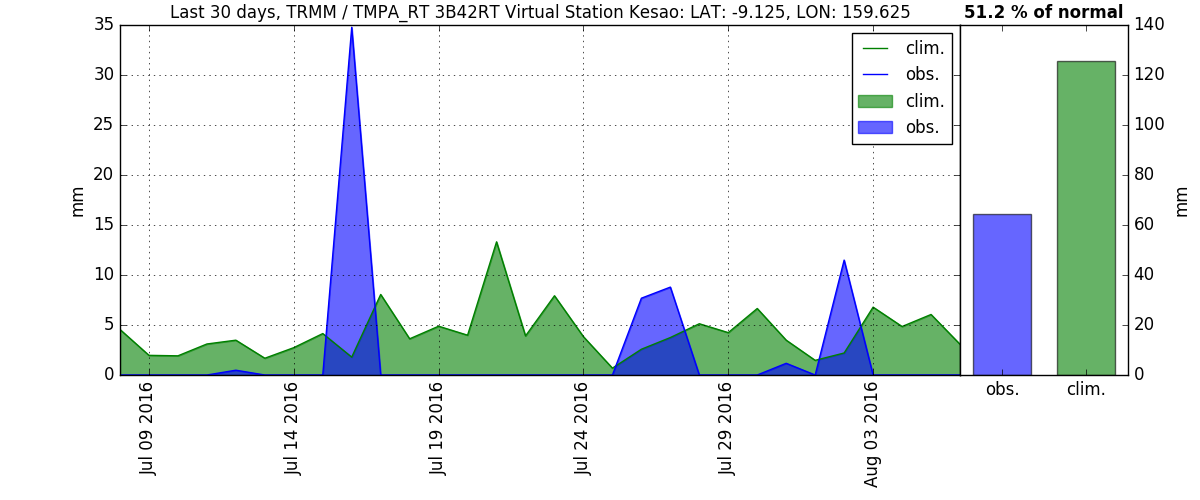 Last 30 days, TRMM / TMPA_RT 3B42RT Virtual Station Kesao: LAT: -9.125, LON: 159.625
51.2 % of normal
35
30
25
20
15
10
5
0
mm
clim.
obs.
clim.
obs.
Jul 09 2016
Jul 14 2016
Jul 19 2016
Jul 24 2016
Jul 29 2016
Aug 03 2016
140
120
100
80
60
40
20
0
mm
obs.
clim.